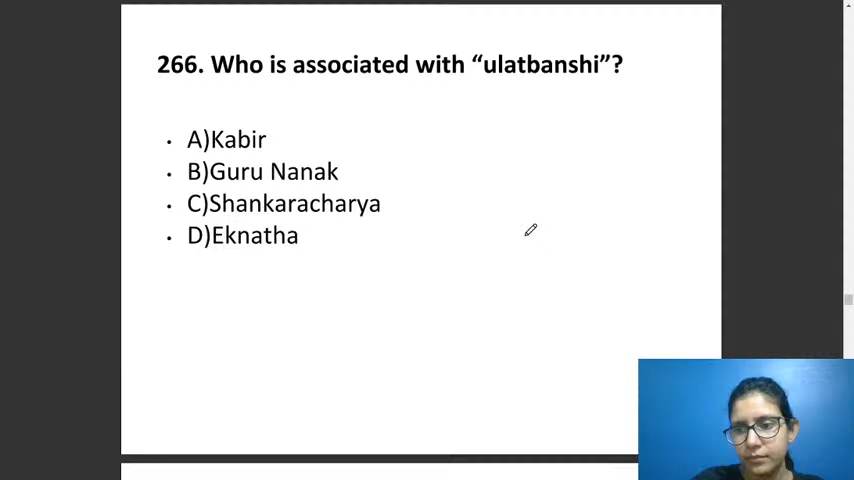 266. Who is associated with “ulatbanshi”?
• A)Kabir
• B)Guru Nanak
• C)Shankaracharya
• D)Eknatha